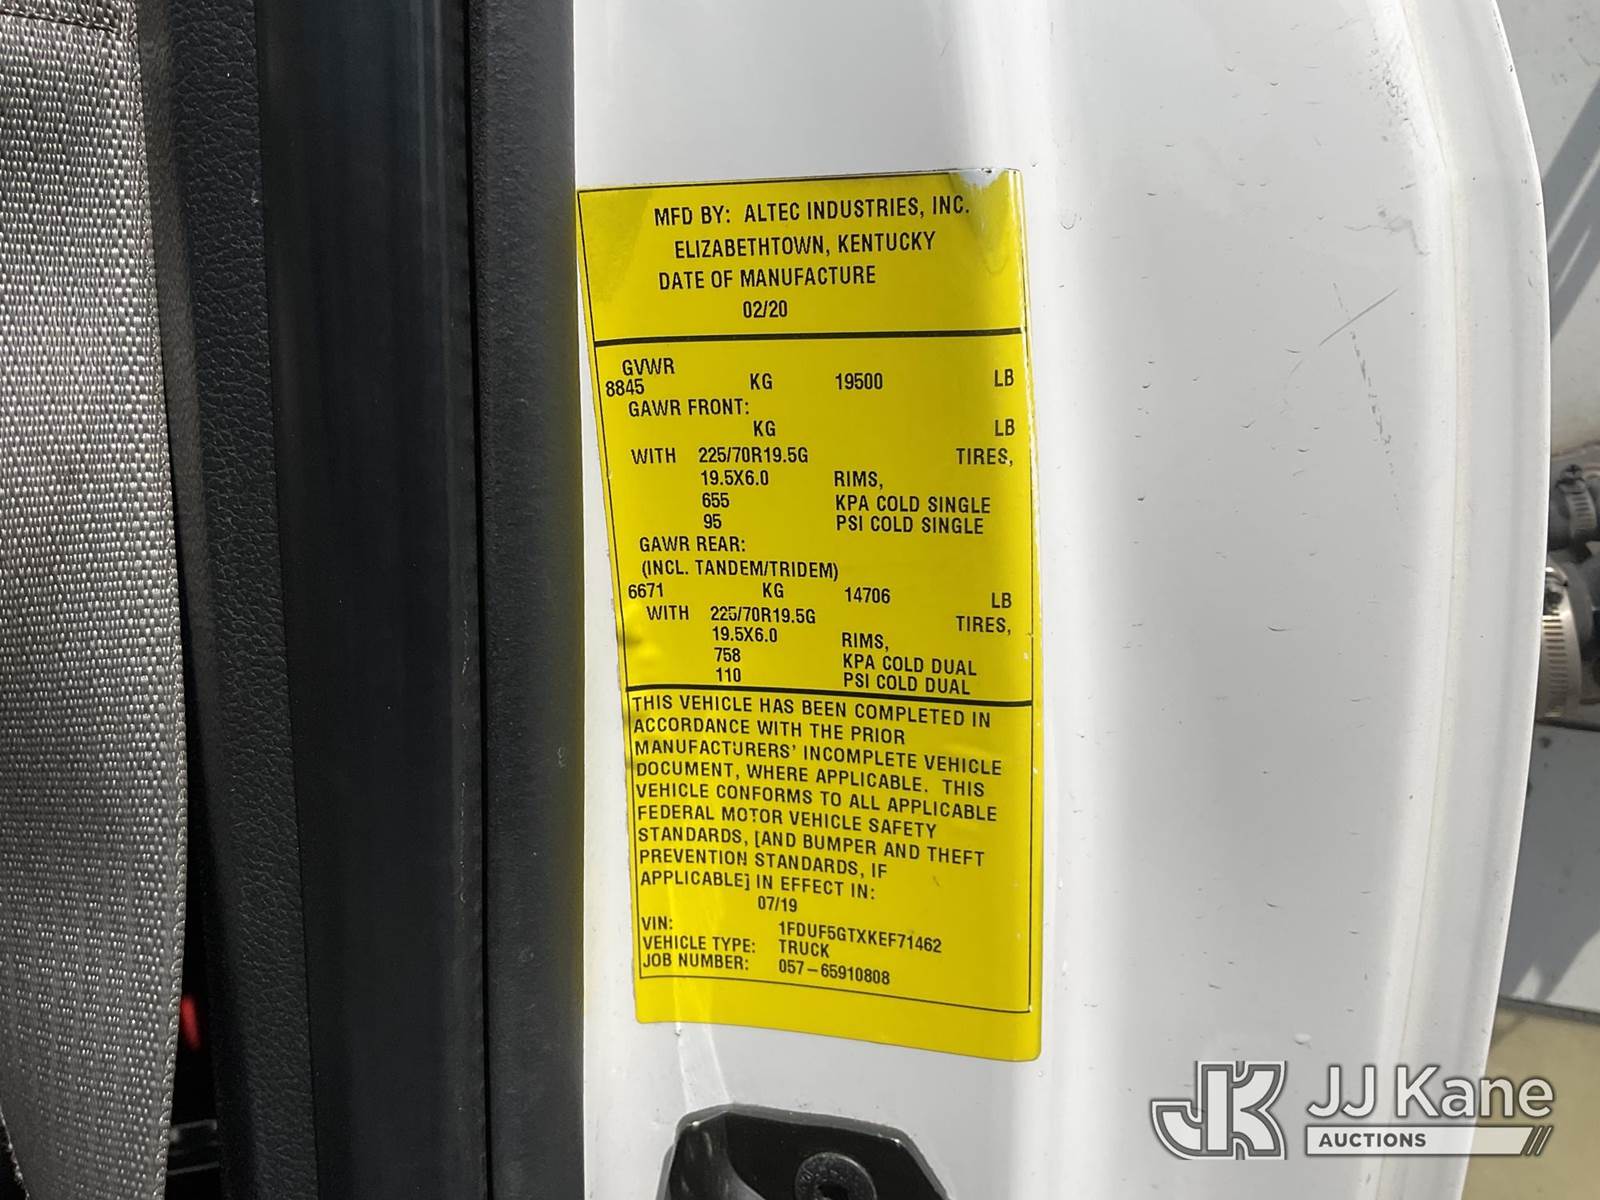 MFD BY: ALTEC INDUSTRIES, INC.
ELIZABETHTOWN, KENTUCKY
DATE OF MANUFACTURE
02/20
GVWR
8845 KG 19500 LB
GAWR FRONT:
KG LB
WITH 225/70R19.5G TIRES,
19.5X6.0 RIMS,
655 KPA COLD SINGLE
95 PSI COLD SINGLE
GAWR REAR:
(INCL. TANDEM/TRIDEM)
6671 KG 14706 LB
WITH 225/70R19.5G TIRES,
19.5X6.0 RIMS,
758 KPA COLD DUAL
110 PSI COLD DUAL
THIS VEHICLE HAS BEEN COMPLETED IN
ACCORDANCE WITH THE PRIOR
MANUFACTURERS' INCOMPLETE VEHICLE
DOCUMENT, WHERE APPLICABLE. THIS
VEHICLE CONFORMS TO ALL APPLICABLE
FEDERAL MOTOR VEHICLE SAFETY
STANDARDS, [AND BUMPER AND THEFT
PREVENTION STANDARDS, IF
APPLICABLE] IN EFFECT IN:
07/19
VIN: 1FDUF5GTXKEF71462
VEHICLE TYPE: TRUCK
JOB NUMBER: 057-65910808
JK JJ Kane
AUCTIONS